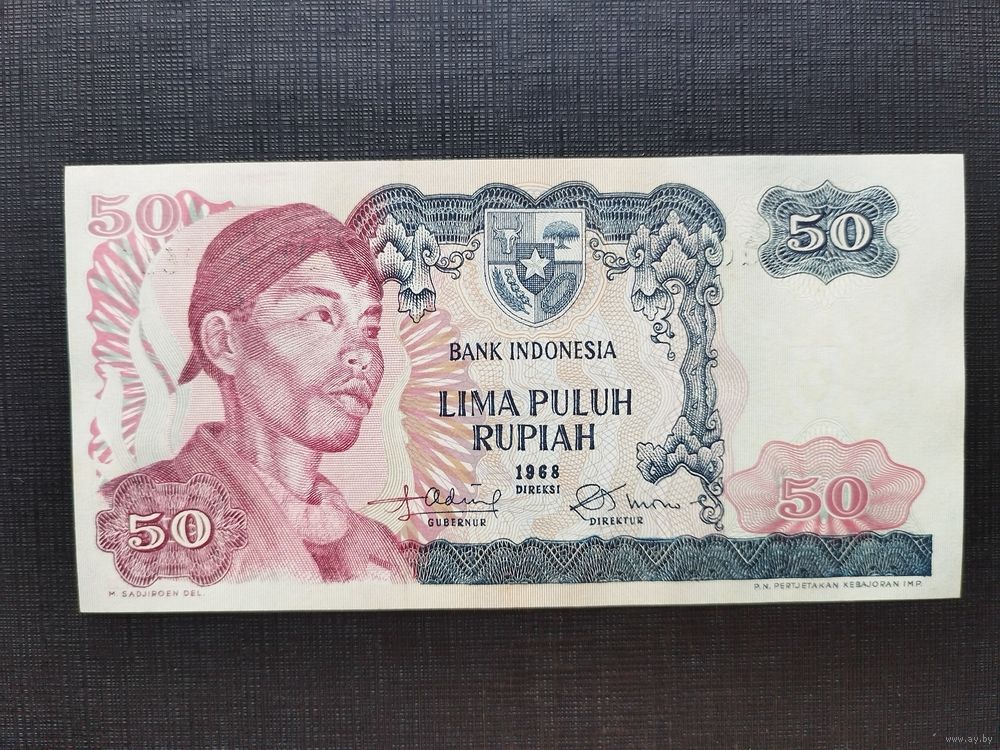 50
50
BANK INDONESIA
LIMA PULUH
RUPIAH
1968
DIREKSI
GUBERNUR
DIREKTUR
50
50
M. SADJIROEN DEL.
P.N. PERTJETAKAN KEBAJORAN IMP.
www.ay.by